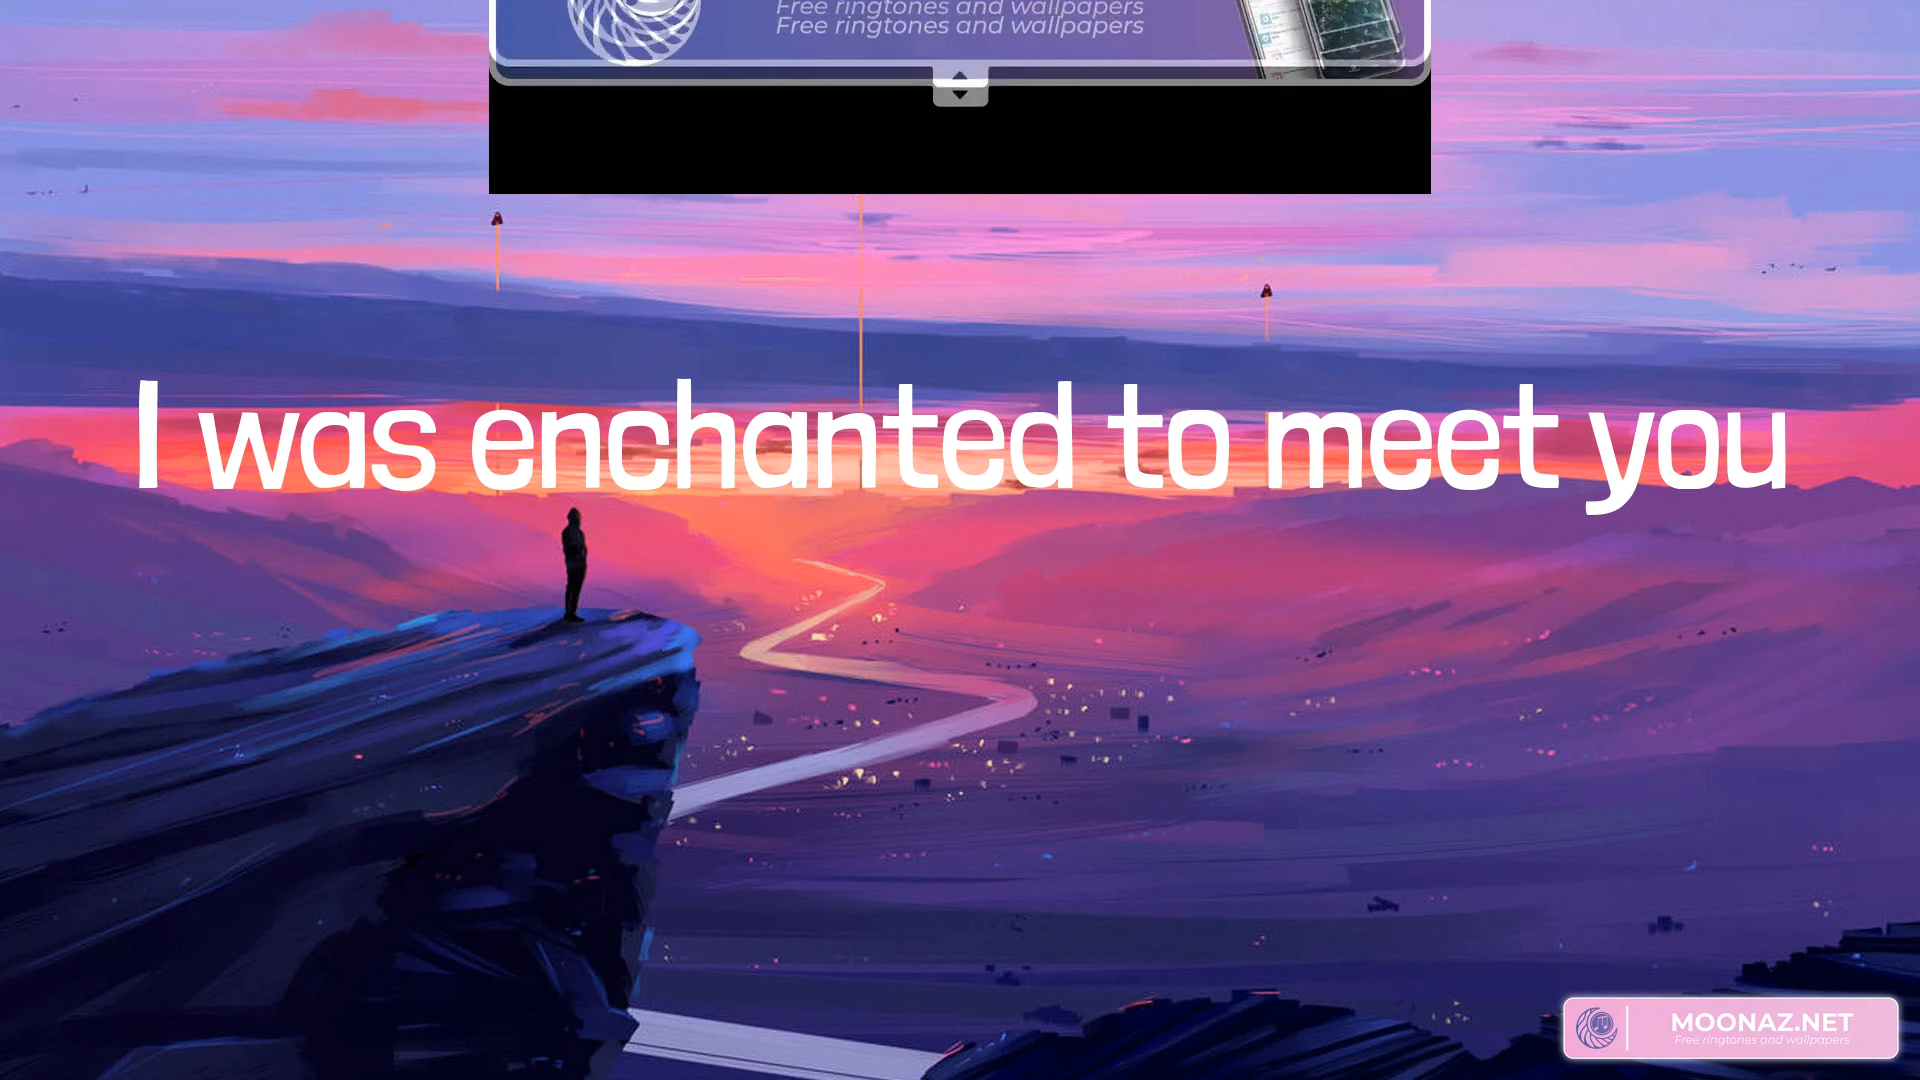 Free ringtones and wallpapers
Free ringtones and wallpapers
I was enchanted to meet you
MOONAZ.NET
Free ringtones and wallpapers